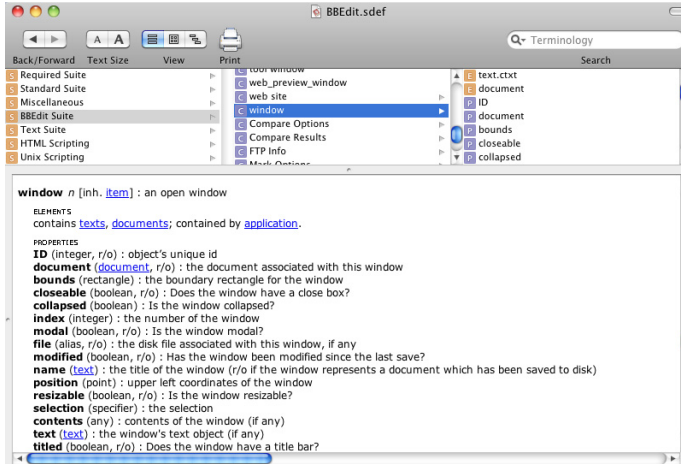 BBEdit.sdef
A A
Terminology
Back/Forward Text Size View Print Search
Required Suite
Standard Suite
Miscellaneous
BBEdit Suite
Text Suite
HTML Scripting
Unix Scripting
tool window
web_preview_window
web site
window
Compare Options
Compare Results
FTP Info
Mark Options
text.ctxt
document
ID
document
bounds
closeable
collapsed
window n [inh. item] : an open window
ELEMENTS
contains texts, documents; contained by application.
PROPERTIES
ID (integer, r/o) : object's unique id
document (document, r/o) : the document associated with this window
bounds (rectangle) : the boundary rectangle for the window
closeable (boolean, r/o) : Does the window have a close box?
collapsed (boolean) : Is the window collapsed?
index (integer) : the number of the window
modal (boolean, r/o) : Is the window modal?
file (alias, r/o) : the disk file associated with this window, if any
modified (boolean, r/o) : Has the window been modified since the last save?
name (text) : the title of the window (r/o if the window represents a document which has been saved to disk)
position (point) : upper left coordinates of the window
resizable (boolean, r/o) : Is the window resizable?
selection (specifier) : the selection
contents (any) : contents of the window (if any)
text (text) : the window's text object (if any)
titled (boolean, r/o) : Does the window have a title bar?